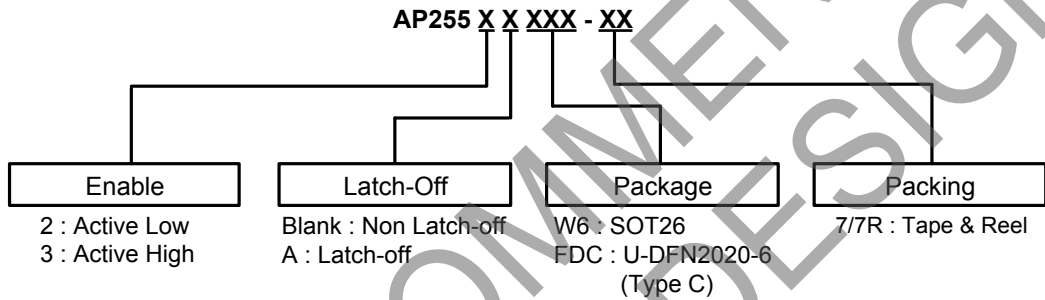 AP255 X X XXX - XX
Enable
Latch-Off
Package
Packing
2 : Active Low
3 : Active High
Blank : Non Latch-off
A : Latch-off
W6 : SOT26
FDC : U-DFN2020-6
(Type C)
7/7R : Tape & Reel